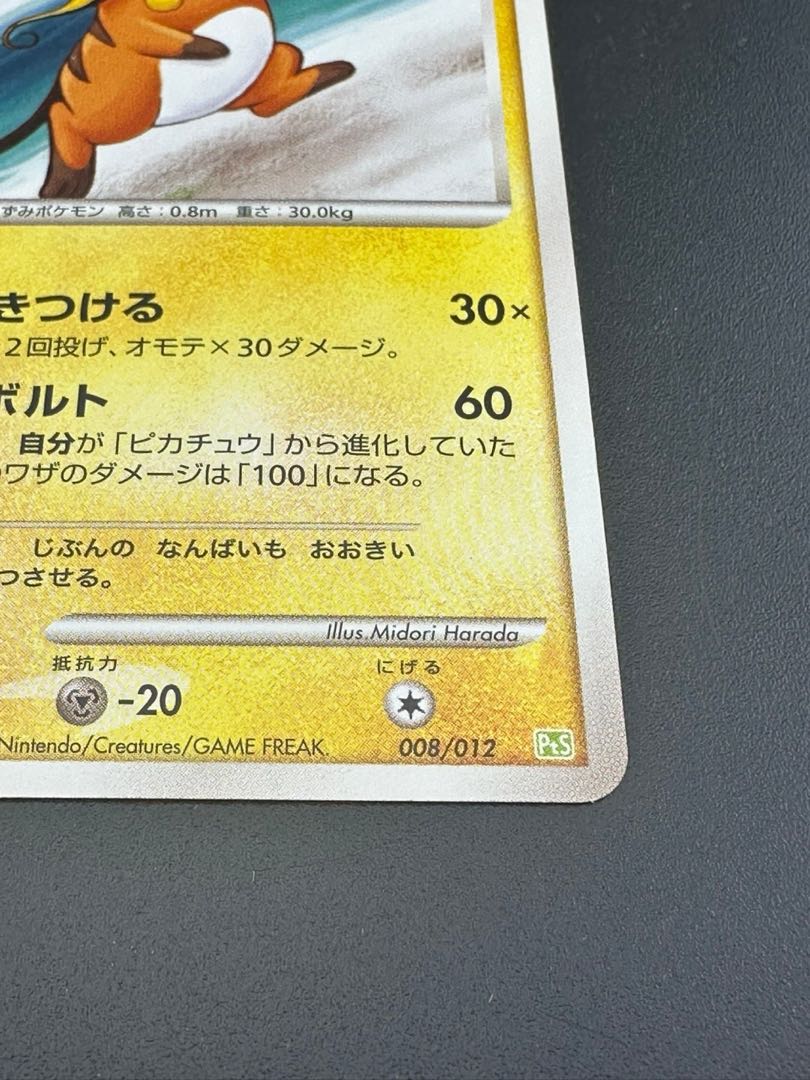 ずみポケモン 高さ：0.8m 重さ：30.0kg
きつける 30×
2回投げ、オモテ×30ダメージ。
ボルト 60
自分が「ピカチュウ」から進化していた
ワザのダメージは「100」になる。
じぶんの なんばいも おおきい
つさせる。
Illus.Midori Harada
抵抗力 にげる
-20
Nintendo/Creatures/GAME FREAK. 008/012 PtS